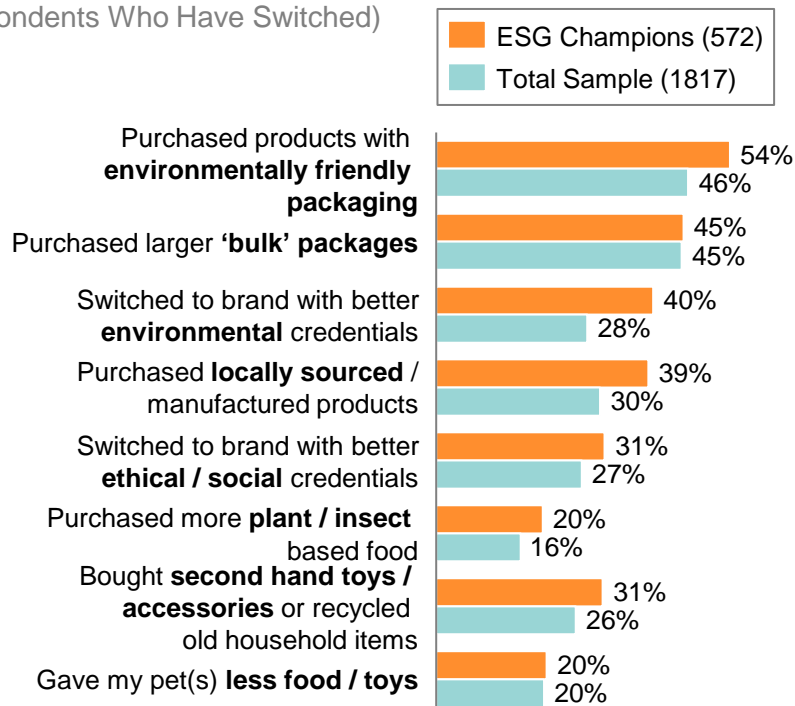 ondents Who Have Switched)
ESG Champions (572)
Total Sample (1817)
Purchased products with
environmentally friendly
packaging
54%
46%
Purchased larger ‘bulk’ packages
45%
45%
Switched to brand with better
environmental credentials
40%
28%
Purchased locally sourced /
manufactured products
39%
30%
Switched to brand with better
ethical / social credentials
31%
27%
Purchased more plant / insect
based food
20%
16%
Bought second hand toys /
accessories or recycled
old household items
31%
26%
Gave my pet(s) less food / toys
20%
20%